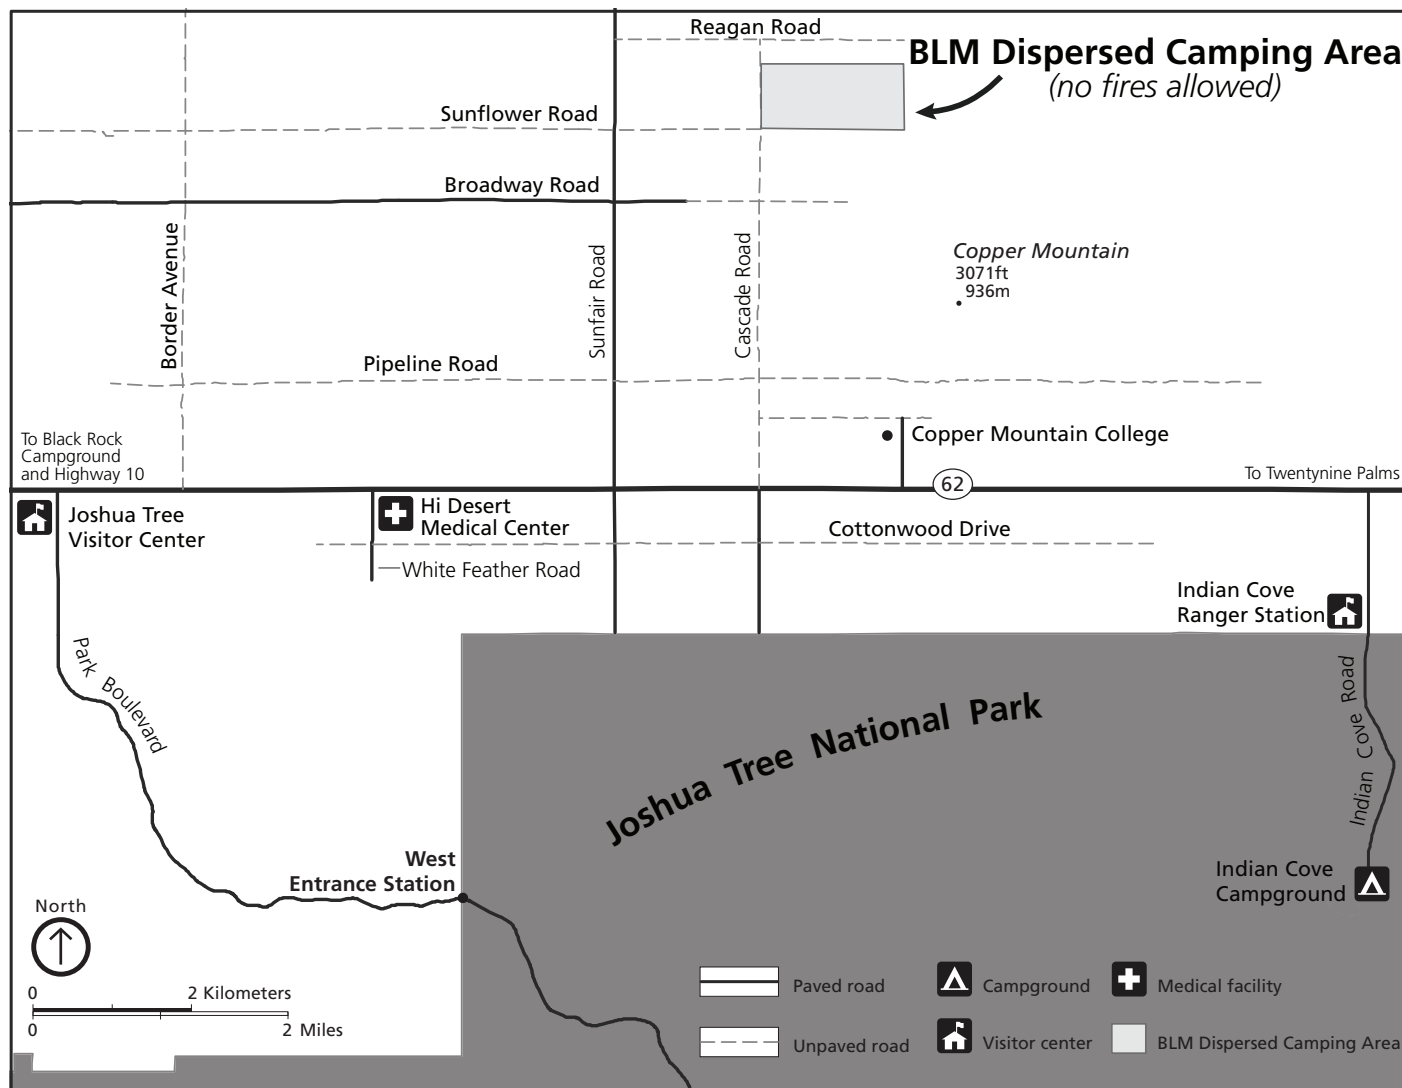 Reagan Road
BLM Dispersed Camping Area
(no fires allowed)
Sunflower Road
Broadway Road
Border Avenue
Sunfair Road
Cascade Road
Copper Mountain
3071ft
936m
Pipeline Road
To Black Rock
Campground
and Highway 10
Copper Mountain College
62
To Twentynine Palms
Joshua Tree
Visitor Center
Hi Desert
Medical Center
White Feather Road
Cottonwood Drive
Indian Cove
Ranger Station
Park Boulevard
Joshua Tree National Park
Indian Cove Road
West
Entrance Station
Indian Cove
Campground
North
0 2 Kilometers
0 2 Miles
Paved road
Campground
Medical facility
Unpaved road
Visitor center
BLM Dispersed Camping Area